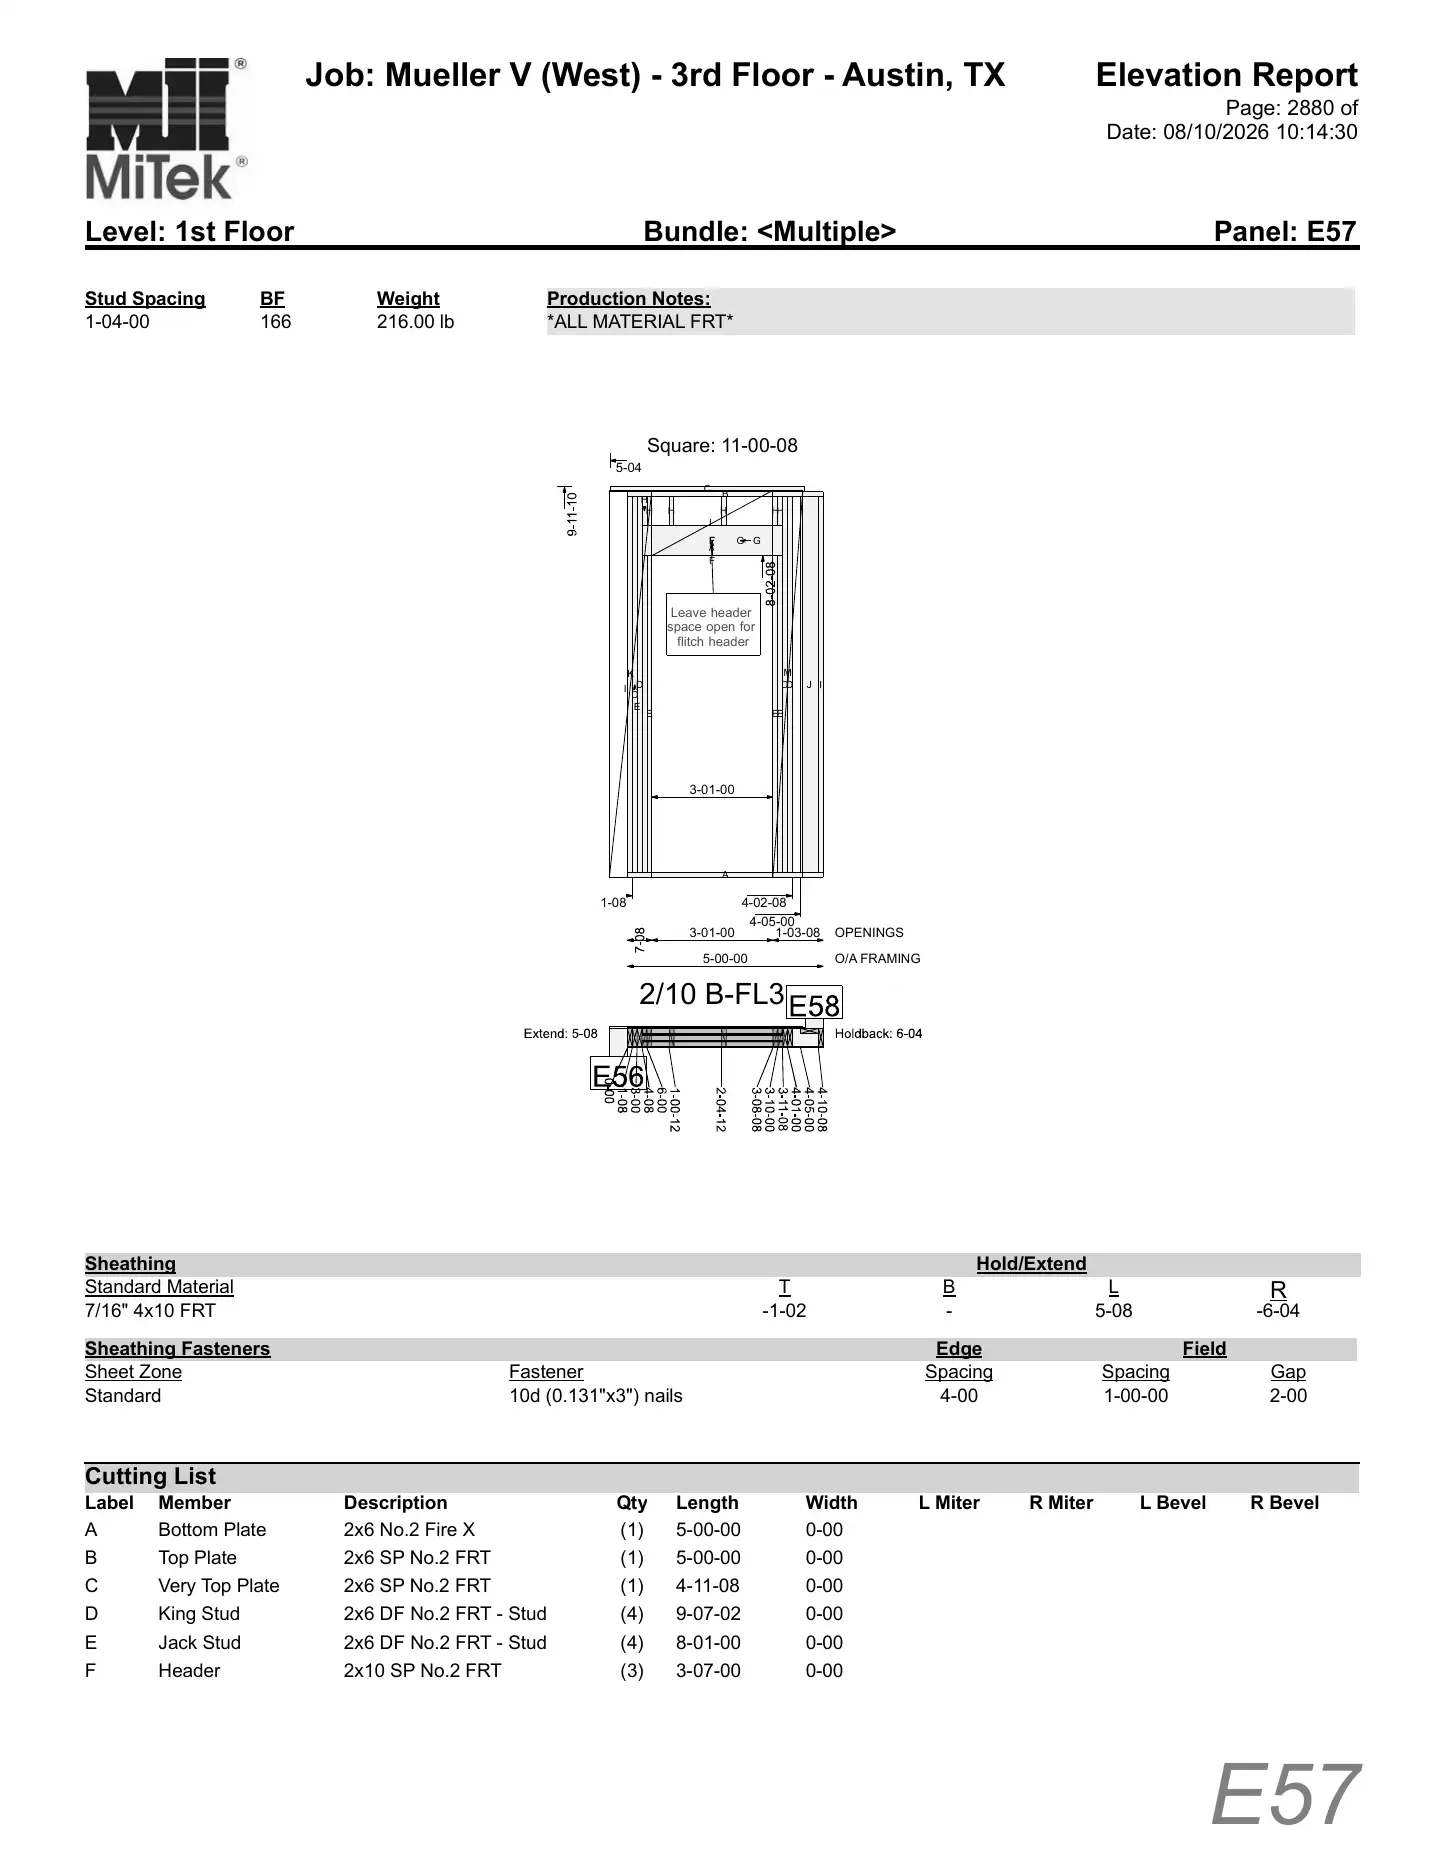 Job: Mueller V (West) - 3rd Floor - Austin, TX
Elevation Report
Page: 2880 of
Date: 08/10/2026 10:14:30
MiTek®
Level: 1st Floor Bundle: <Multiple> Panel: E57
Stud Spacing BF Weight Production Notes:
1-04-00 166 216.00 lb *ALL MATERIAL FRT*
Square: 11-00-08
5-04
9-11-10
C
B
G G
F
8-02-08
Leave header
space open for
flitch header
K M
I D D J I
E
3-01-00
A
1-08 4-02-08
4-05-00
7-08 3-01-00 1-03-08 OPENINGS
5-00-00 O/A FRAMING
2/10 B-FL3 E58
Extend: 5-08 Holdback: 6-04
E56
0-00 1-08 3-00 4-08 6-00 1-00-12 2-04-12 3-08-08 3-10-00 3-11-08 4-01-00 4-05-00 4-10-08
Sheathing Hold/Extend
Standard Material T B L R
7/16" 4x10 FRT -1-02 - 5-08 -6-04
Sheathing Fasteners Edge Field
Sheet Zone Fastener Spacing Spacing Gap
Standard 10d (0.131"x3") nails 4-00 1-00-00 2-00
Cutting List
Label Member Description Qty Length Width L Miter R Miter L Bevel R Bevel
A Bottom Plate 2x6 No.2 Fire X (1) 5-00-00 0-00
B Top Plate 2x6 SP No.2 FRT (1) 5-00-00 0-00
C Very Top Plate 2x6 SP No.2 FRT (1) 4-11-08 0-00
D King Stud 2x6 DF No.2 FRT - Stud (4) 9-07-02 0-00
E Jack Stud 2x6 DF No.2 FRT - Stud (4) 8-01-00 0-00
F Header 2x10 SP No.2 FRT (3) 3-07-00 0-00
E57